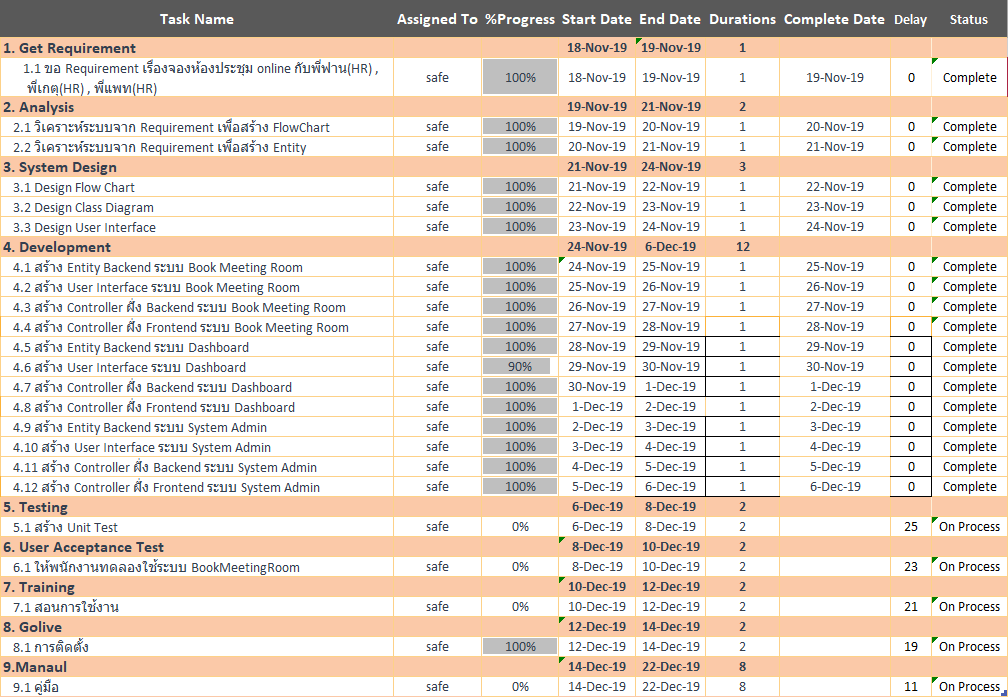 Task Name Assigned To %Progress Start Date End Date Durations Complete Date Delay Status
1. Get Requirement 18-Nov-19 19-Nov-19 1
1.1 ขอ Requirement เรื่องจองห้องประชุม online กับพี่ฟาน(HR) , safe 100% 18-Nov-19 19-Nov-19 1 19-Nov-19 0 Complete
พี่เกตุ(HR) , พี่แพท(HR)
2. Analysis 19-Nov-19 21-Nov-19 2
2.1 วิเคราะห์ระบบจาก Requirement เพื่อสร้าง FlowChart safe 100% 19-Nov-19 20-Nov-19 1 20-Nov-19 0 Complete
2.2 วิเคราะห์ระบบจาก Requirement เพื่อสร้าง Entity safe 100% 20-Nov-19 21-Nov-19 1 21-Nov-19 0 Complete
3. System Design 21-Nov-19 24-Nov-19 3
3.1 Design Flow Chart safe 100% 21-Nov-19 22-Nov-19 1 22-Nov-19 0 Complete
3.2 Design Class Diagram safe 100% 22-Nov-19 23-Nov-19 1 23-Nov-19 0 Complete
3.3 Design User Interface safe 100% 23-Nov-19 24-Nov-19 1 24-Nov-19 0 Complete
4. Development 24-Nov-19 6-Dec-19 12
4.1 สร้าง Entity Backend ระบบ Book Meeting Room safe 100% 24-Nov-19 25-Nov-19 1 25-Nov-19 0 Complete
4.2 สร้าง User Interface ระบบ Book Meeting Room safe 100% 25-Nov-19 26-Nov-19 1 26-Nov-19 0 Complete
4.3 สร้าง Controller ฝั่ง Backend ระบบ Book Meeting Room safe 100% 26-Nov-19 27-Nov-19 1 27-Nov-19 0 Complete
4.4 สร้าง Controller ฝั่ง Frontend ระบบ Book Meeting Room safe 100% 27-Nov-19 28-Nov-19 1 28-Nov-19 0 Complete
4.5 สร้าง Entity Backend ระบบ Dashboard safe 100% 28-Nov-19 29-Nov-19 1 29-Nov-19 0 Complete
4.6 สร้าง User Interface ระบบ Dashboard safe 90% 29-Nov-19 30-Nov-19 1 30-Nov-19 0 Complete
4.7 สร้าง Controller ฝั่ง Backend ระบบ Dashboard safe 100% 30-Nov-19 1-Dec-19 1 1-Dec-19 0 Complete
4.8 สร้าง Controller ฝั่ง Frontend ระบบ Dashboard safe 100% 1-Dec-19 2-Dec-19 1 2-Dec-19 0 Complete
4.9 สร้าง Entity Backend ระบบ System Admin safe 100% 2-Dec-19 3-Dec-19 1 3-Dec-19 0 Complete
4.10 สร้าง User Interface ระบบ System Admin safe 100% 3-Dec-19 4-Dec-19 1 4-Dec-19 0 Complete
4.11 สร้าง Controller ฝั่ง Backend ระบบ System Admin safe 100% 4-Dec-19 5-Dec-19 1 5-Dec-19 0 Complete
4.12 สร้าง Controller ฝั่ง Frontend ระบบ System Admin safe 100% 5-Dec-19 6-Dec-19 1 6-Dec-19 0 Complete
5. Testing 6-Dec-19 8-Dec-19 2
5.1 สร้าง Unit Test safe 0% 6-Dec-19 8-Dec-19 2 25 On Process
6. User Acceptance Test 8-Dec-19 10-Dec-19 2
6.1 ให้พนักงานทดลองใช้ระบบ BookMeetingRoom safe 0% 8-Dec-19 10-Dec-19 2 23 On Process
7. Training 10-Dec-19 12-Dec-19 2
7.1 สอนการใช้งาน safe 0% 10-Dec-19 12-Dec-19 2 21 On Process
8. Golive 12-Dec-19 14-Dec-19 2
8.1 การติดตั้ง safe 100% 12-Dec-19 14-Dec-19 2 19 On Process
9.Manaul 14-Dec-19 22-Dec-19 8
9.1 คู่มือ safe 0% 14-Dec-19 22-Dec-19 8 11 On Process